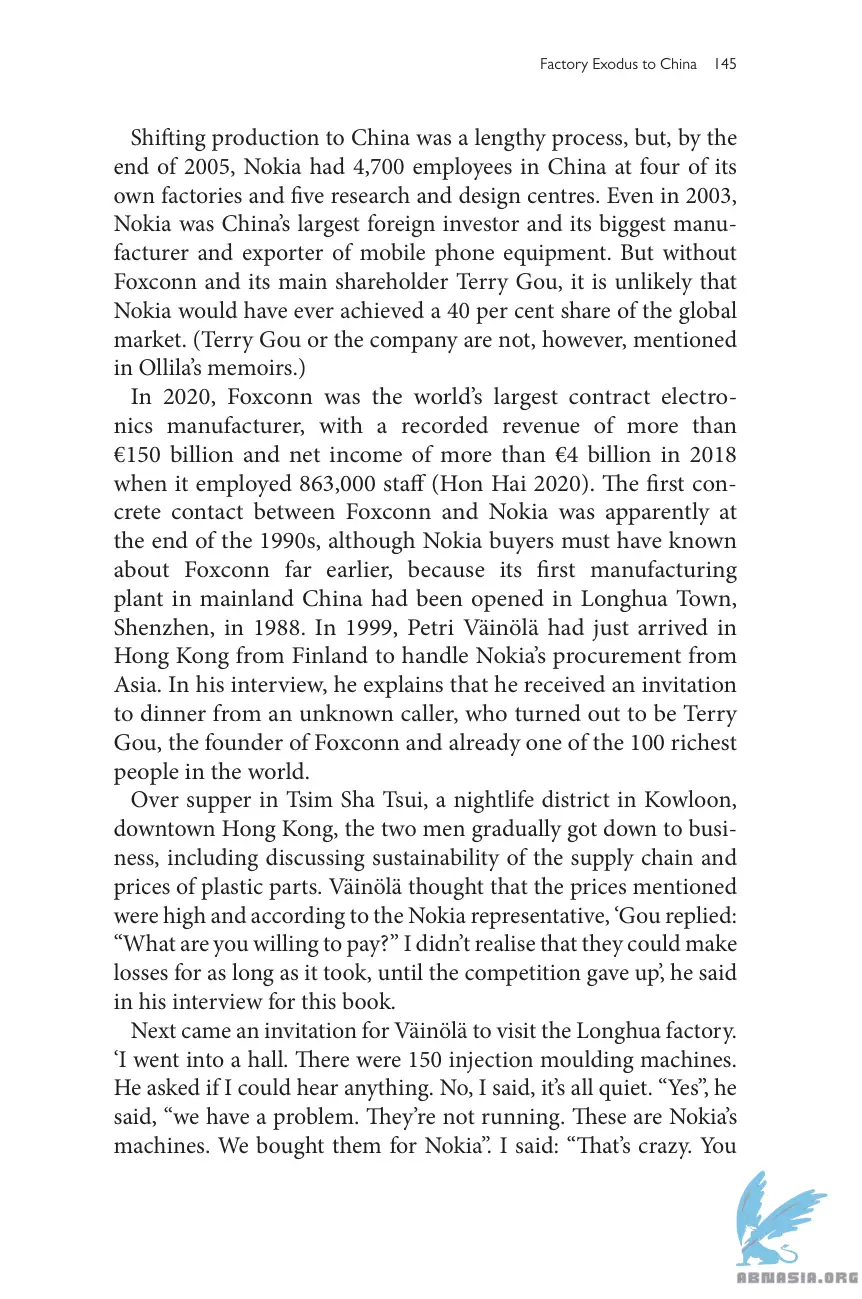 Factory Exodus to China 145
Shifting production to China was a lengthy process, but, by the
end of 2005, Nokia had 4,700 employees in China at four of its
own factories and five research and design centres. Even in 2003,
Nokia was China’s largest foreign investor and its biggest manu-
facturer and exporter of mobile phone equipment. But without
Foxconn and its main shareholder Terry Gou, it is unlikely that
Nokia would have ever achieved a 40 per cent share of the global
market. (Terry Gou or the company are not, however, mentioned
in Ollila’s memoirs.)
In 2020, Foxconn was the world’s largest contract electro-
nics manufacturer, with a recorded revenue of more than
€150 billion and net income of more than €4 billion in 2018
when it employed 863,000 staff (Hon Hai 2020). The first con-
crete contact between Foxconn and Nokia was apparently at
the end of the 1990s, although Nokia buyers must have known
about Foxconn far earlier, because its first manufacturing
plant in mainland China had been opened in Longhua Town,
Shenzhen, in 1988. In 1999, Petri Väinölä had just arrived in
Hong Kong from Finland to handle Nokia’s procurement from
Asia. In his interview, he explains that he received an invitation
to dinner from an unknown caller, who turned out to be Terry
Gou, the founder of Foxconn and already one of the 100 richest
people in the world.
Over supper in Tsim Sha Tsui, a nightlife district in Kowloon,
downtown Hong Kong, the two men gradually got down to busi-
ness, including discussing sustainability of the supply chain and
prices of plastic parts. Väinölä thought that the prices mentioned
were high and according to the Nokia representative, ‘Gou replied:
“What are you willing to pay?” I didn’t realise that they could make
losses for as long as it took, until the competition gave up’, he said
in his interview for this book.
Next came an invitation for Väinölä to visit the Longhua factory.
‘I went into a hall. There were 150 injection moulding machines.
He asked if I could hear anything. No, I said, it’s all quiet. “Yes”, he
said, “we have a problem. They’re not running. These are Nokia’s
machines. We bought them for Nokia”. I said: “That’s crazy. You
ABNASIA.ORG